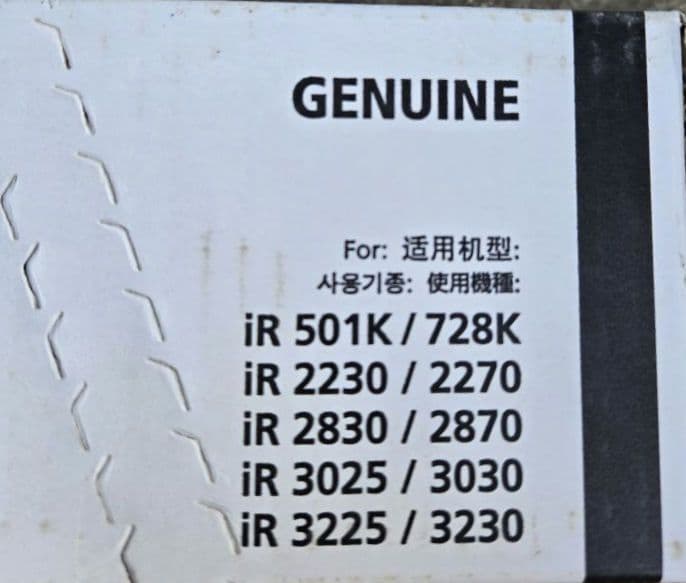 GENUINE
For: 适用机型:
사용기종: 使用機種:
iR 501K / 728K
iR 2230 / 2270
iR 2830 / 2870
iR 3025 / 3030
iR 3225 / 3230